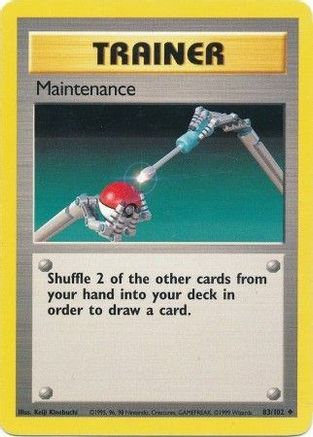 TRAINER
Maintenance
Shuffle 2 of the other cards from
your hand into your deck in
order to draw a card.
Illus. Keiji Kinebuchi ©1995, 96, 98 Nintendo, Creatures, GAMEFREAK. ©1999 Wizards. 83/102